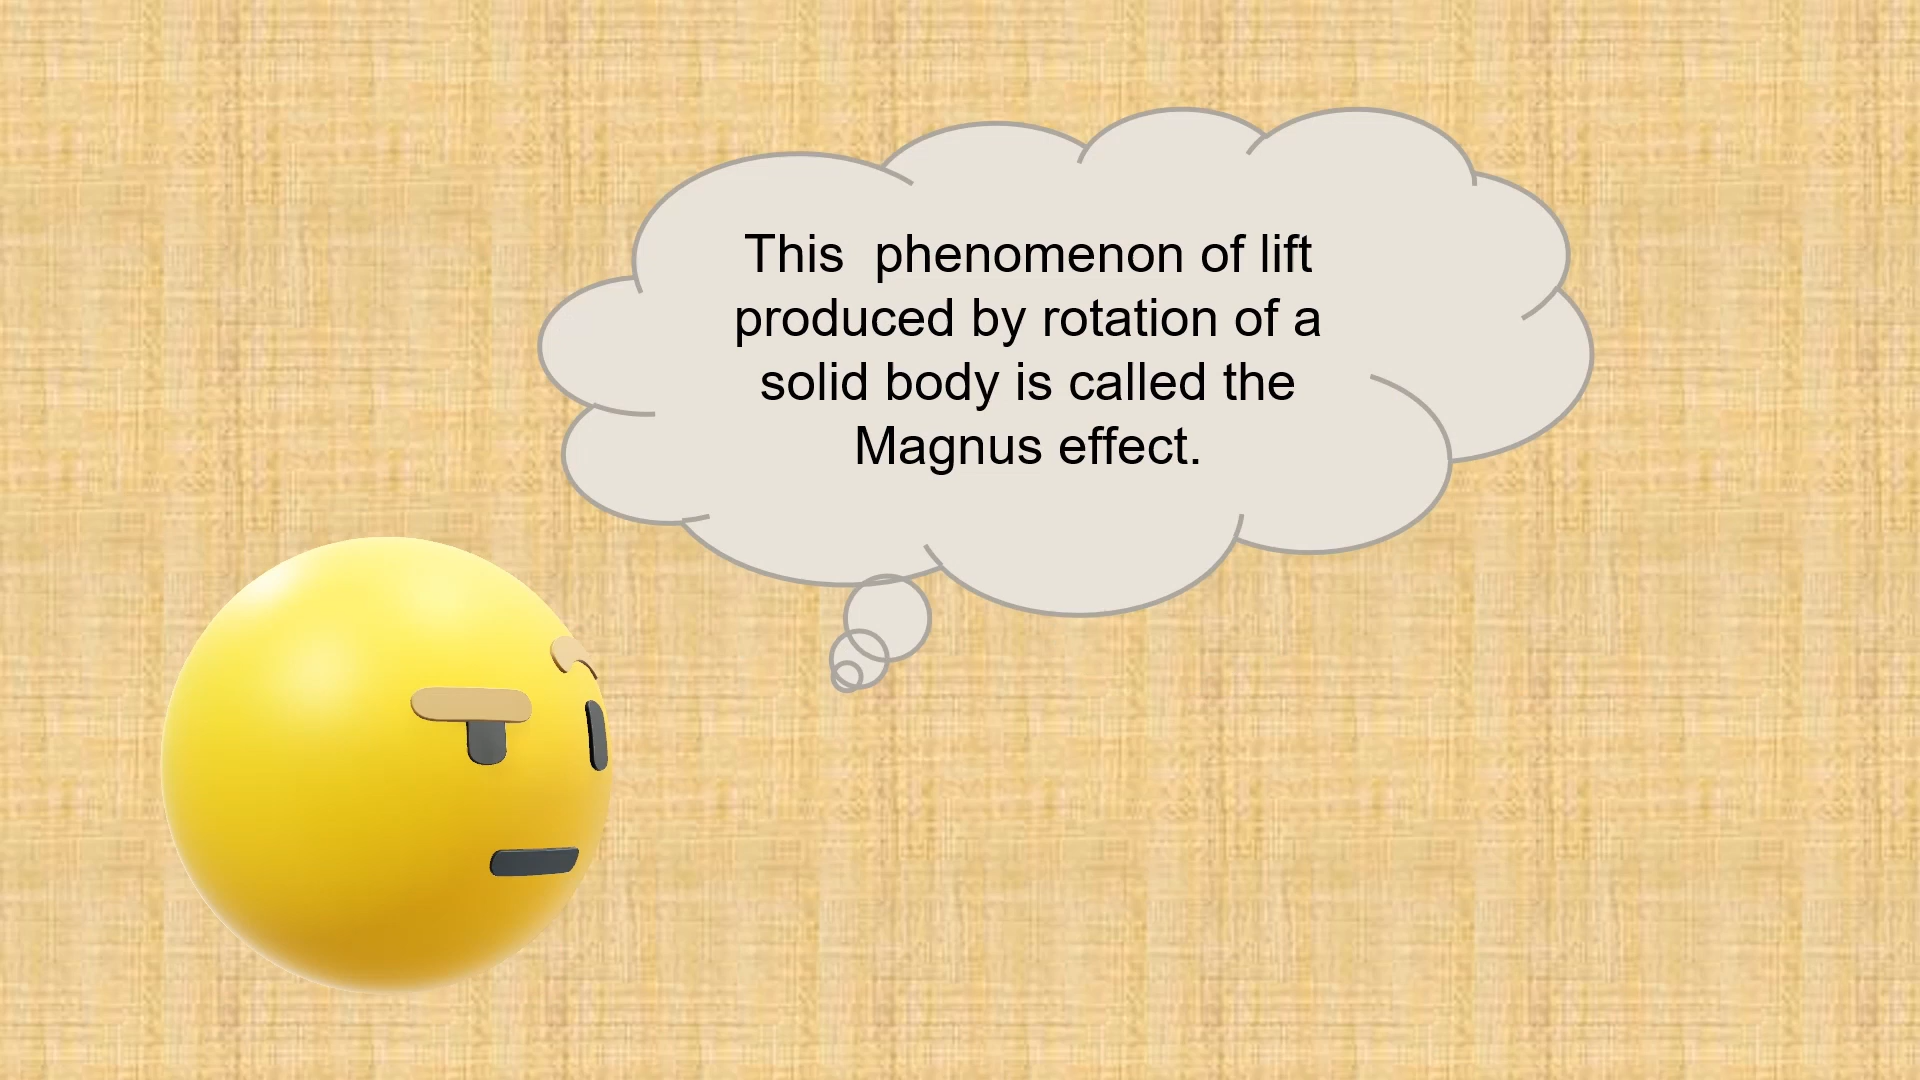 This  phenomenon of lift
produced by rotation of a
solid body is called the
Magnus effect.